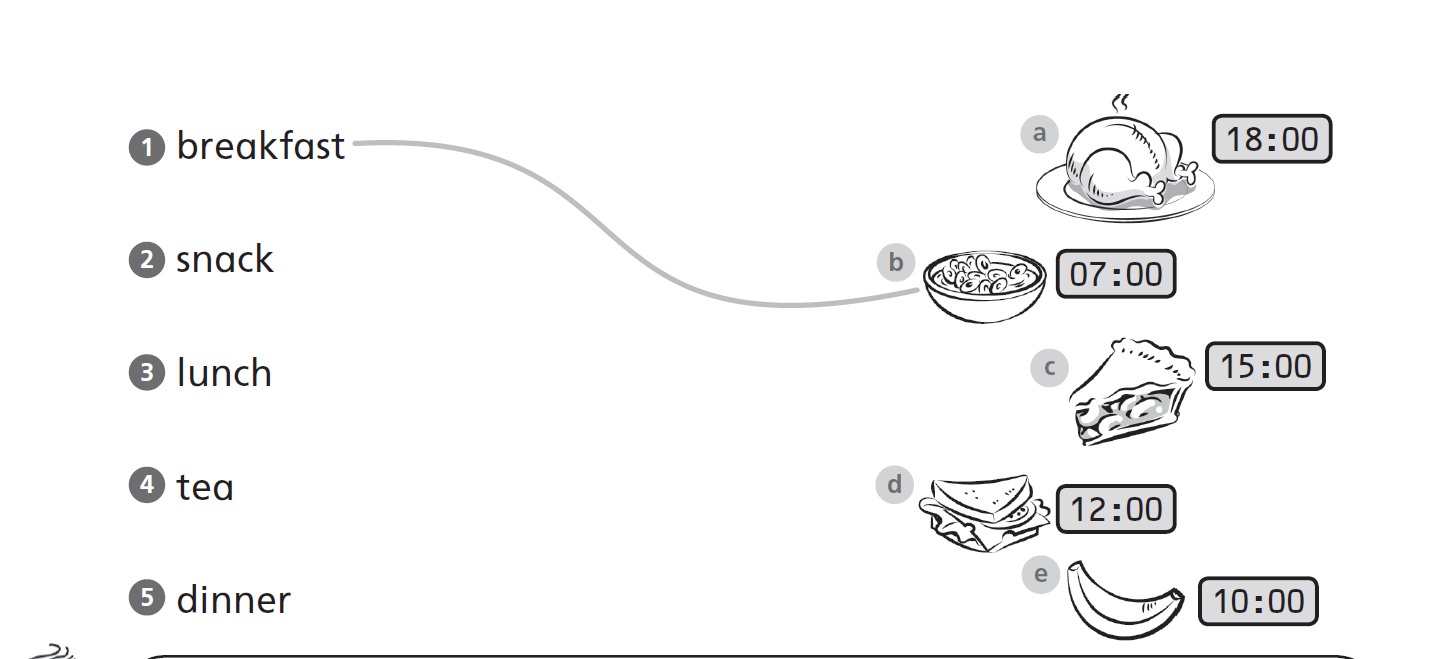 1 breakfast
a 18:00
2 snack
b 07:00
3 lunch
c 15:00
4 tea
d 12:00
5 dinner
e 10:00